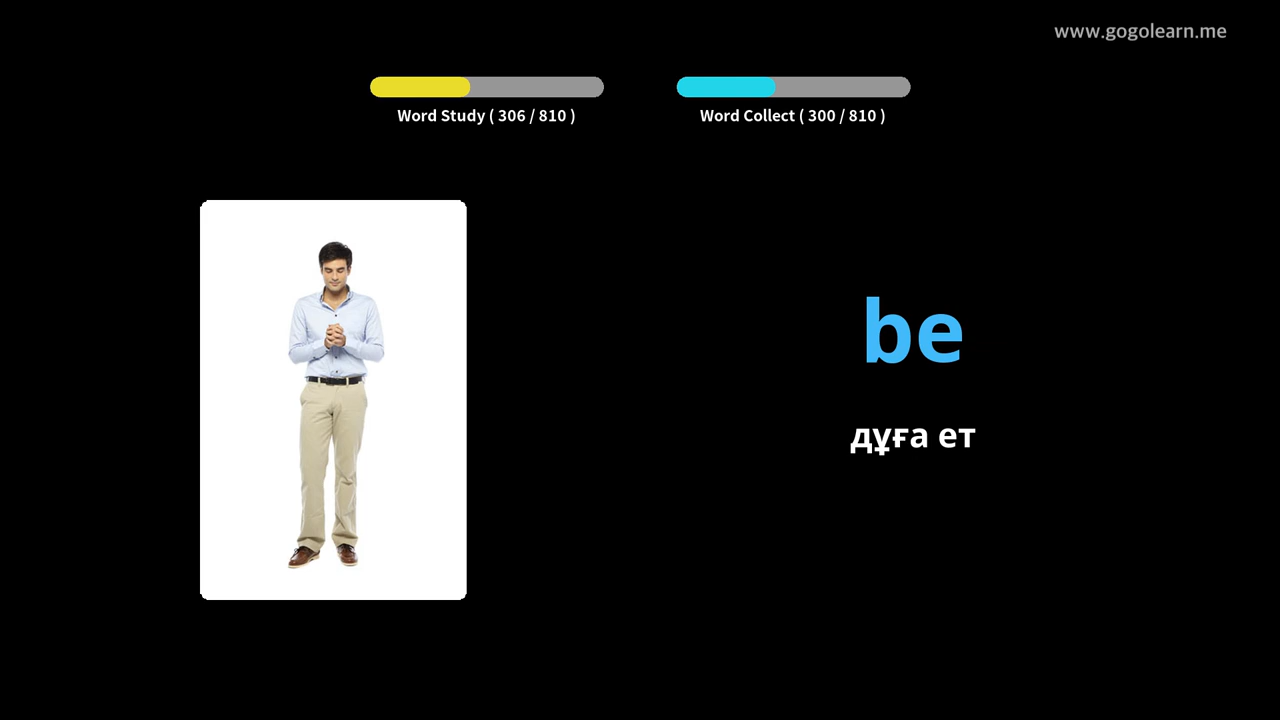 www.gogolearn.me
Word Study ( 306 / 810 )
Word Collect ( 300 / 810 )
be
дұға ет